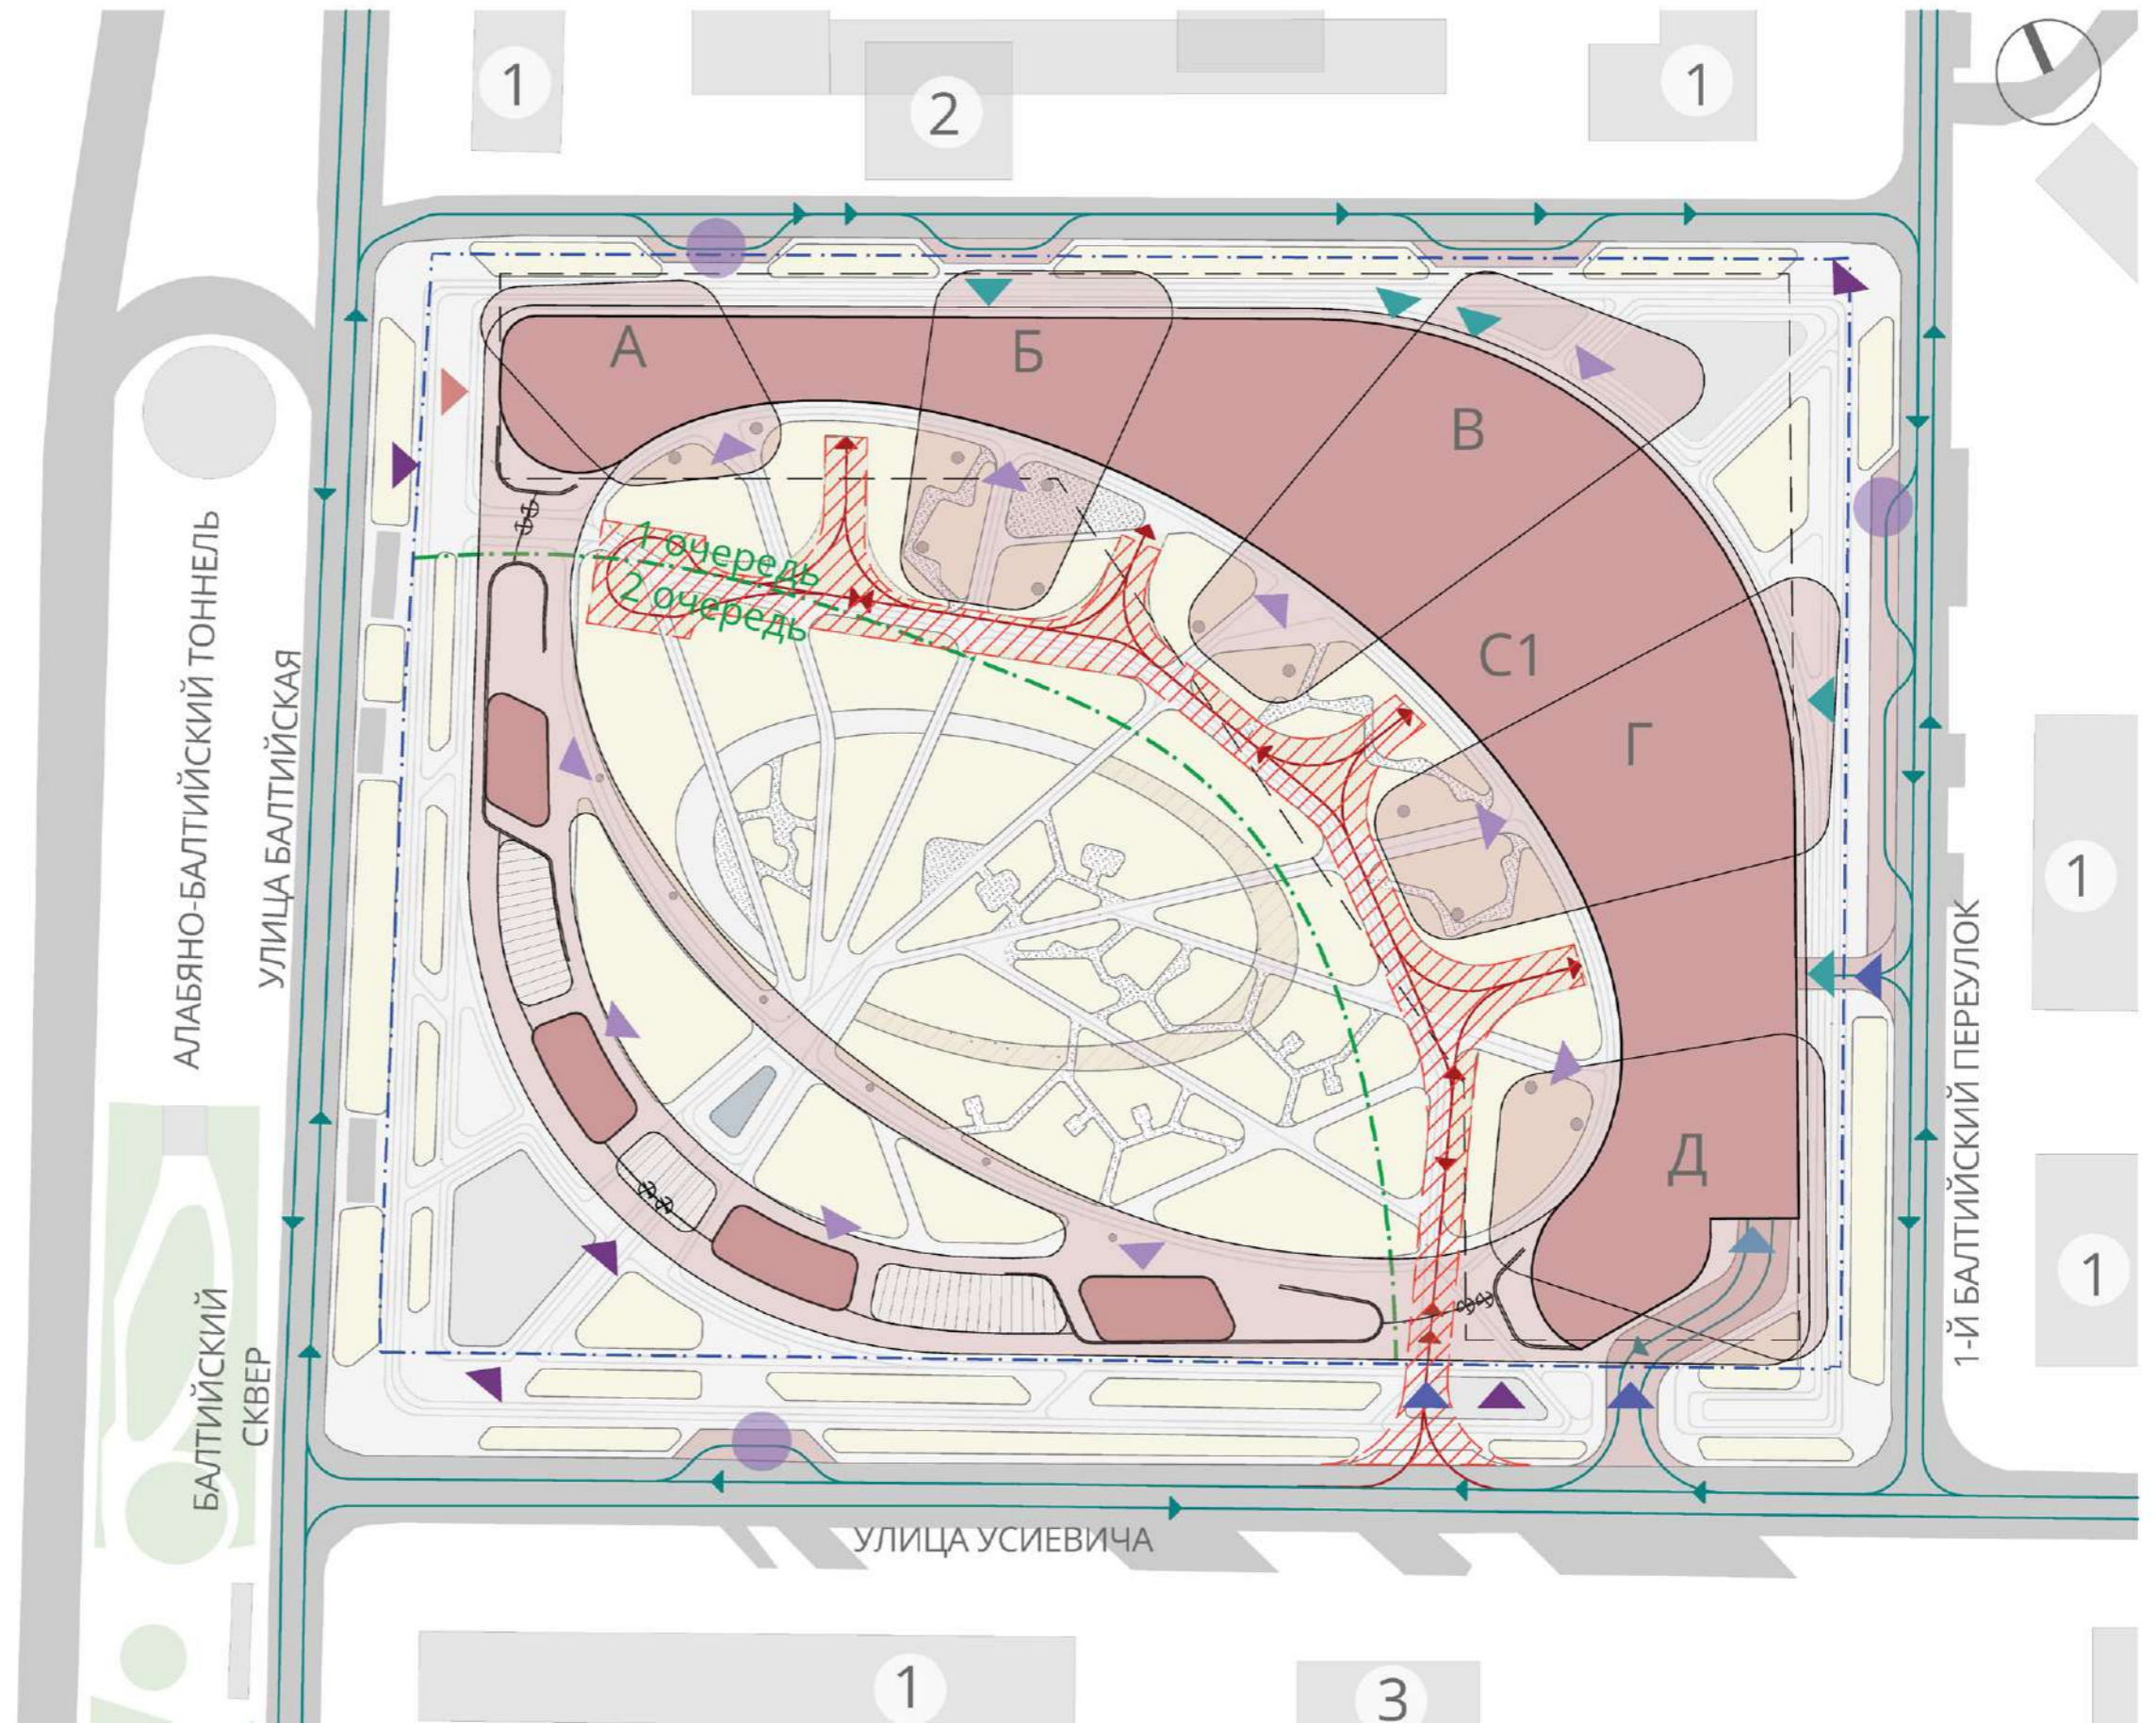 1
2
1
А
Б
В
1 очередь
2 очередь
С1
Г
Д
АЛАБЯНО-БАЛТИЙСКИЙ ТОННЕЛЬ
УЛИЦА БАЛТИЙСКАЯ
БАЛТИЙСКИЙ
СКВЕР
1
1-Й БАЛТИЙСКИЙ ПЕРЕУЛОК
1
УЛИЦА УСИЕВИЧА
1
3